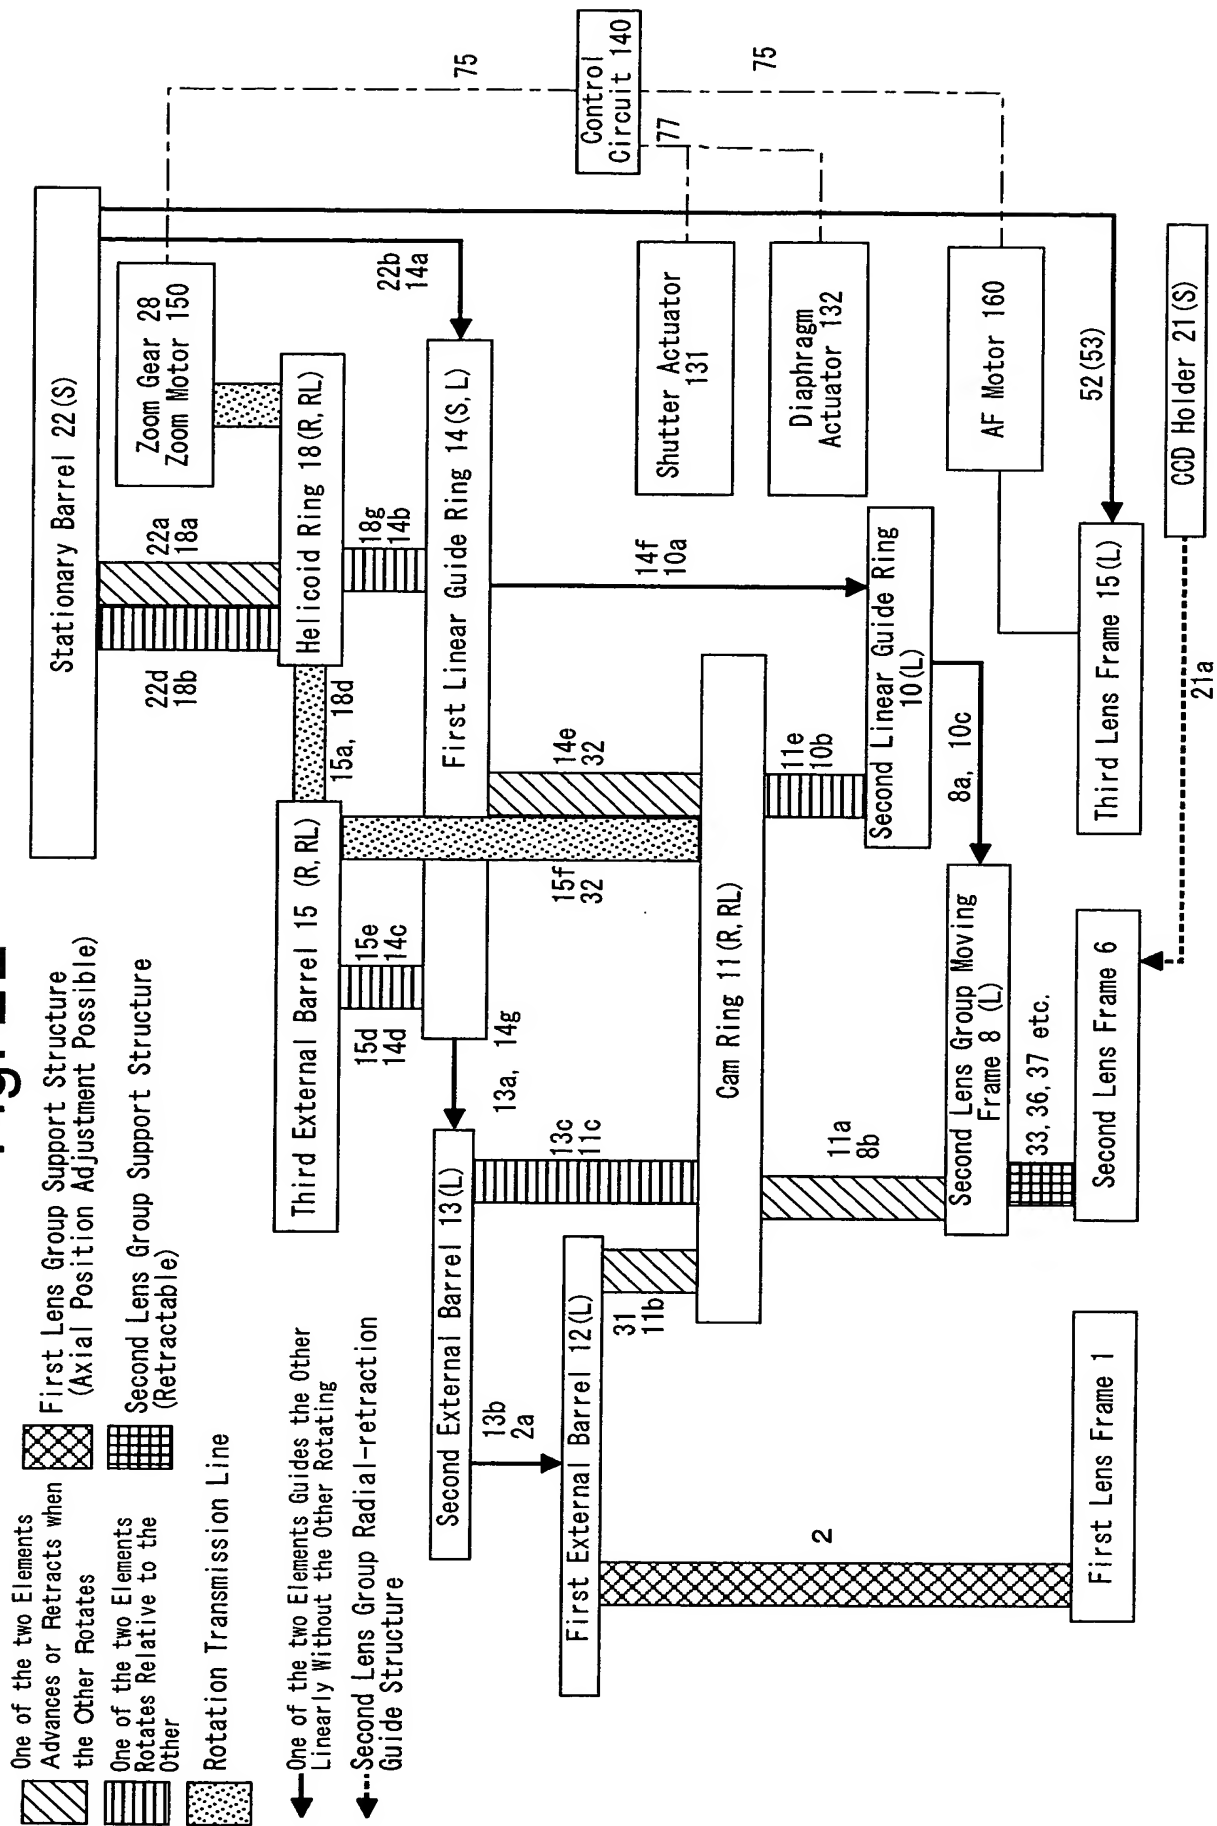 One of the two Elements
Advances or Retracts when
the Other Rotates
One of the two Elements
Rotates Relative to the
Other
Rotation Transmission Line
First Lens Group Support Structure
(Axial Position Adjustment Possible)
Second Lens Group Support Structure
(Retractable)
One of the two Elements Guides the Other
Linearly Without the Other Rotating
Second Lens Group Radial-retraction
Guide Structure
Stationary Barrel 22(S)
Zoom Gear 28
Zoom Motor 150
75
22a
18a
22d
18b
Helicoid Ring 18(R, RL)
22b
14a
15a, 18d
18g
14b
Third External Barrel 15 (R, RL)
15e
14c
15d
14d
First Linear Guide Ring 14(S, L)
13a, 14g
Control
Circuit 140
77
75
Second External Barrel 13(L)
13c
11c
15f
32
14e
32
14f
10a
Shutter Actuator
131
13b
2a
First External Barrel 12(L)
31
11b
Cam Ring 11(R, RL)
11e
10b
Diaphragm
Actuator 132
Second Linear Guide Ring
10(L)
11a
8b
8a, 10c
AF Motor 160
2
Second Lens Group Moving
Frame 8 (L)
33, 36, 37 etc.
52(53)
First Lens Frame 1
Second Lens Frame 6
Third Lens Frame 15(L)
CCD Holder 21(S)
21a